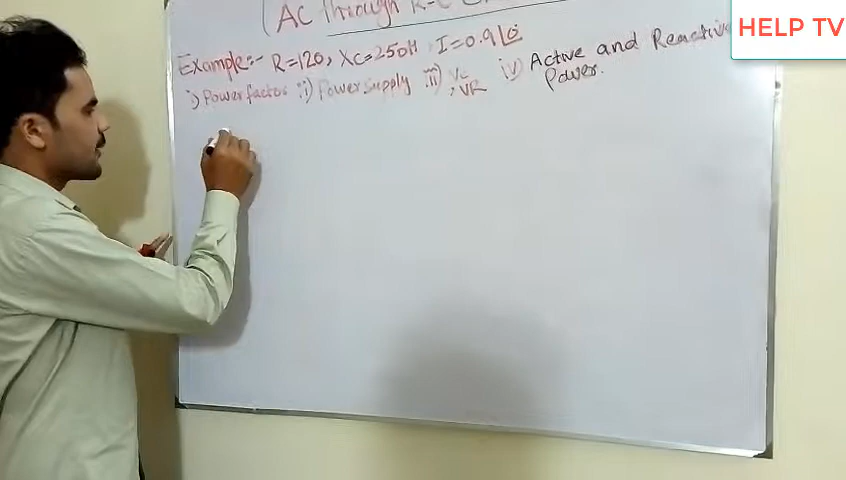 AC through R-C
Example:- R=120, XC=250H, I=0.9∠0°
i) Power factor ii) Power supply iii) VC, VR iv) Active and Reactive Power.
HELP TV